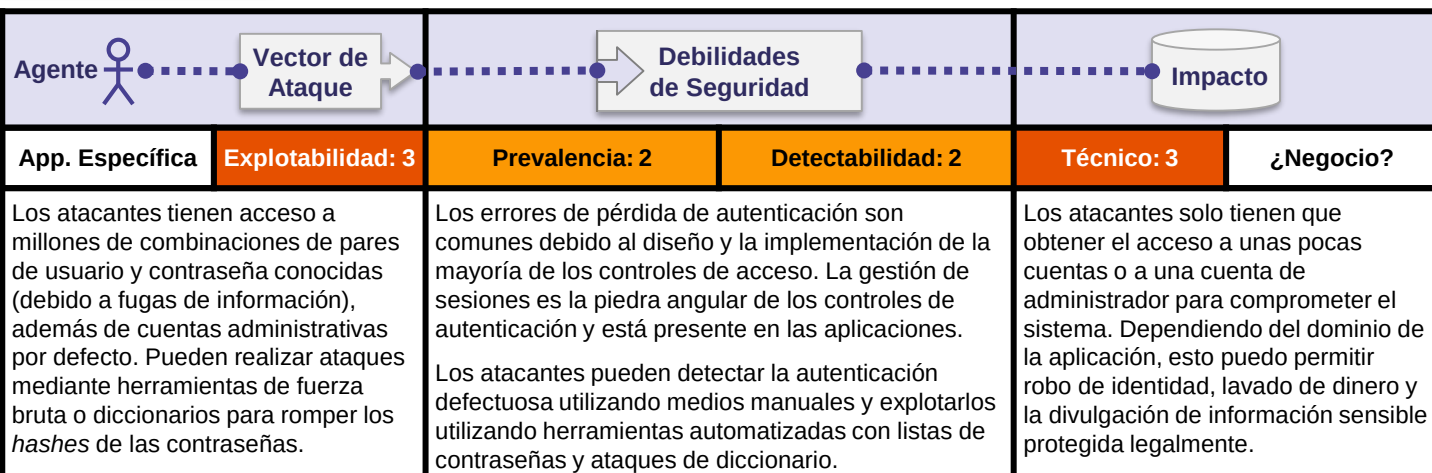 Agente
Vector de
Ataque
Debilidades
de Seguridad
Impacto
App. Específica
Explotabilidad: 3
Prevalencia: 2
Detectabilidad: 2
Técnico: 3
¿Negocio?
Los atacantes tienen acceso a
millones de combinaciones de pares
de usuario y contraseña conocidas
(debido a fugas de información),
además de cuentas administrativas
por defecto. Pueden realizar ataques
mediante herramientas de fuerza
bruta o diccionarios para romper los
hashes de las contraseñas.
Los errores de pérdida de autenticación son
comunes debido al diseño y la implementación de la
mayoría de los controles de acceso. La gestión de
sesiones es la piedra angular de los controles de
autenticación y está presente en las aplicaciones.
Los atacantes pueden detectar la autenticación
defectuosa utilizando medios manuales y explotarlos
utilizando herramientas automatizadas con listas de
contraseñas y ataques de diccionario.
Los atacantes solo tienen que
obtener el acceso a unas pocas
cuentas o a una cuenta de
administrador para comprometer el
sistema. Dependiendo del dominio de
la aplicación, esto puedo permitir
robo de identidad, lavado de dinero y
la divulgación de información sensible
protegida legalmente.